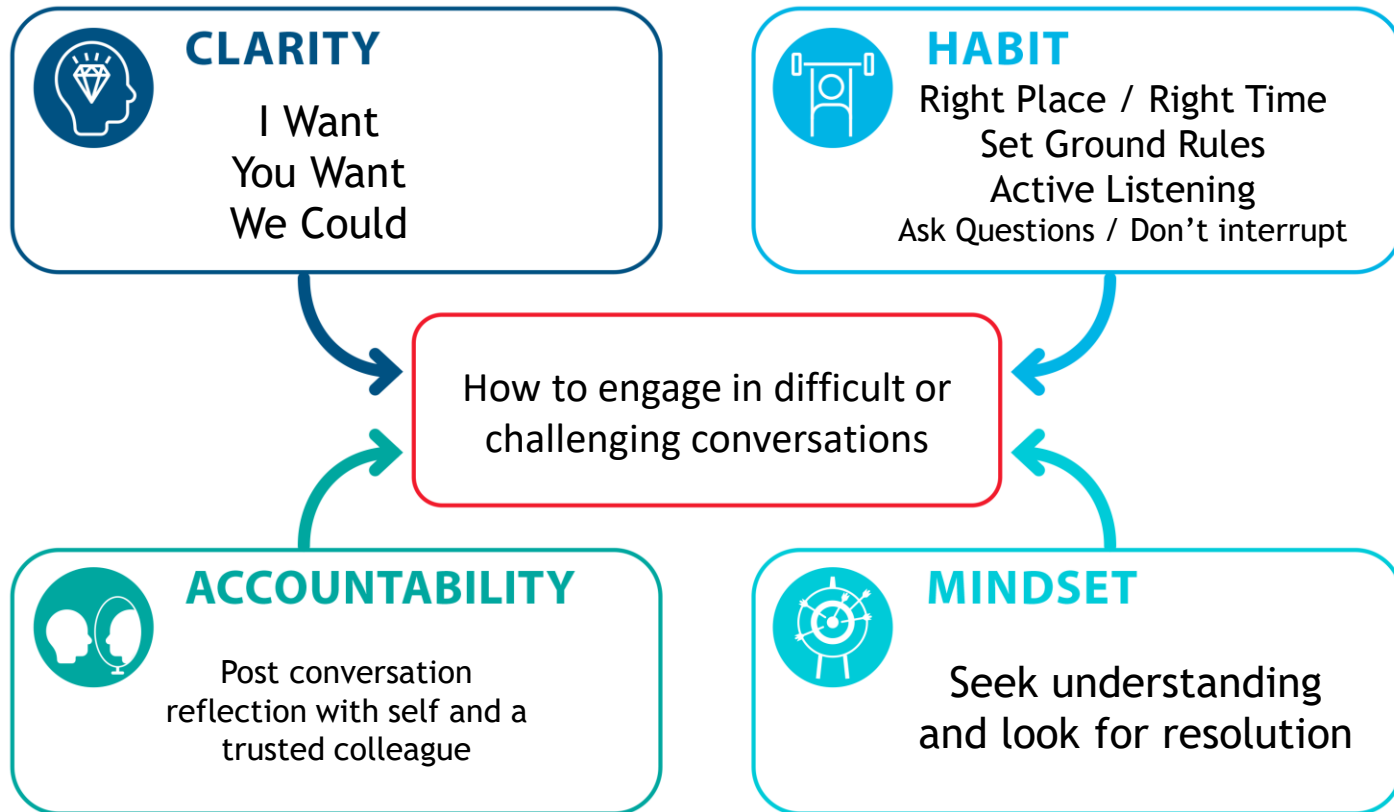 CLARITY
I Want
You Want
We Could
HABIT
Right Place / Right Time
Set Ground Rules
Active Listening
Ask Questions / Don’t interrupt
How to engage in difficult or
challenging conversations
ACCOUNTABILITY
Post conversation
reflection with self and a
trusted colleague
MINDSET
Seek understanding
and look for resolution